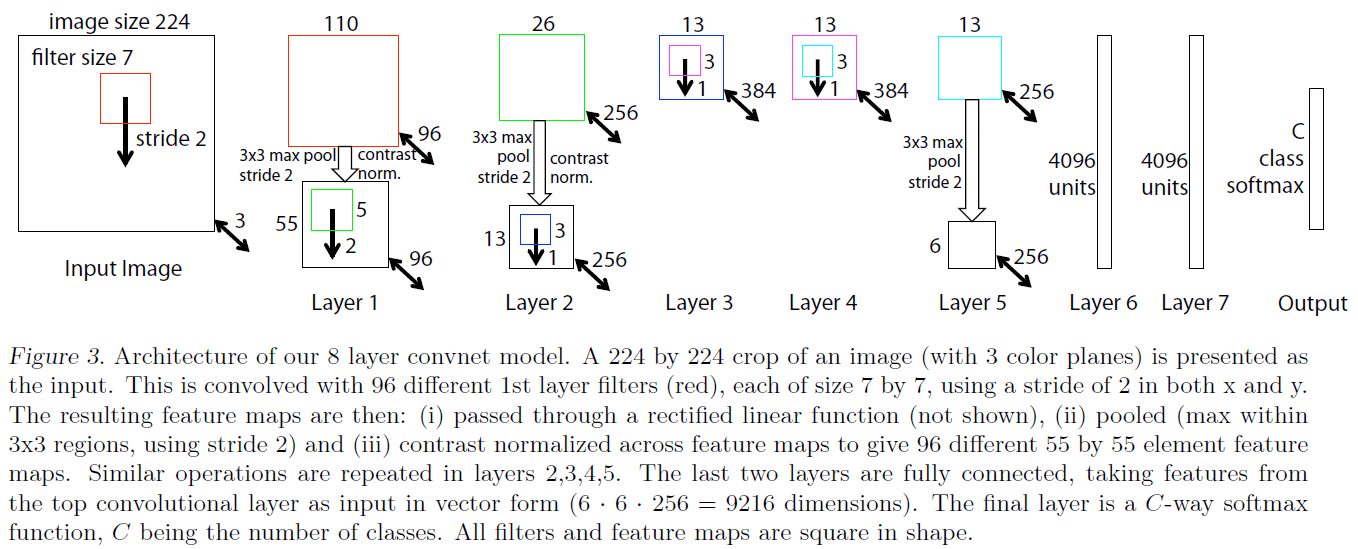 image size 224
filter size 7
stride 2
3
Input Image
110
96
3x3 max pool
stride 2
contrast
norm.
55
5
2
96
Layer 1
26
256
3x3 max
pool
stride 2
contrast
norm.
13
3
1
256
Layer 2
13
3
1
384
Layer 3
13
3
1
384
Layer 4
13
256
3x3 max
pool
stride 2
6
256
Layer 5
4096
units
Layer 6
4096
units
Layer 7
C
class
softmax
Output
Figure 3. Architecture of our 8 layer convnet model. A 224 by 224 crop of an image (with 3 color planes) is presented as
the input. This is convolved with 96 different 1st layer filters (red), each of size 7 by 7, using a stride of 2 in both x and y.
The resulting feature maps are then: (i) passed through a rectified linear function (not shown), (ii) pooled (max within
3x3 regions, using stride 2) and (iii) contrast normalized across feature maps to give 96 different 55 by 55 element feature
maps. Similar operations are repeated in layers 2,3,4,5. The last two layers are fully connected, taking features from
the top convolutional layer as input in vector form (6 · 6 · 256 = 9216 dimensions). The final layer is a C-way softmax
function, C being the number of classes. All filters and feature maps are square in shape.